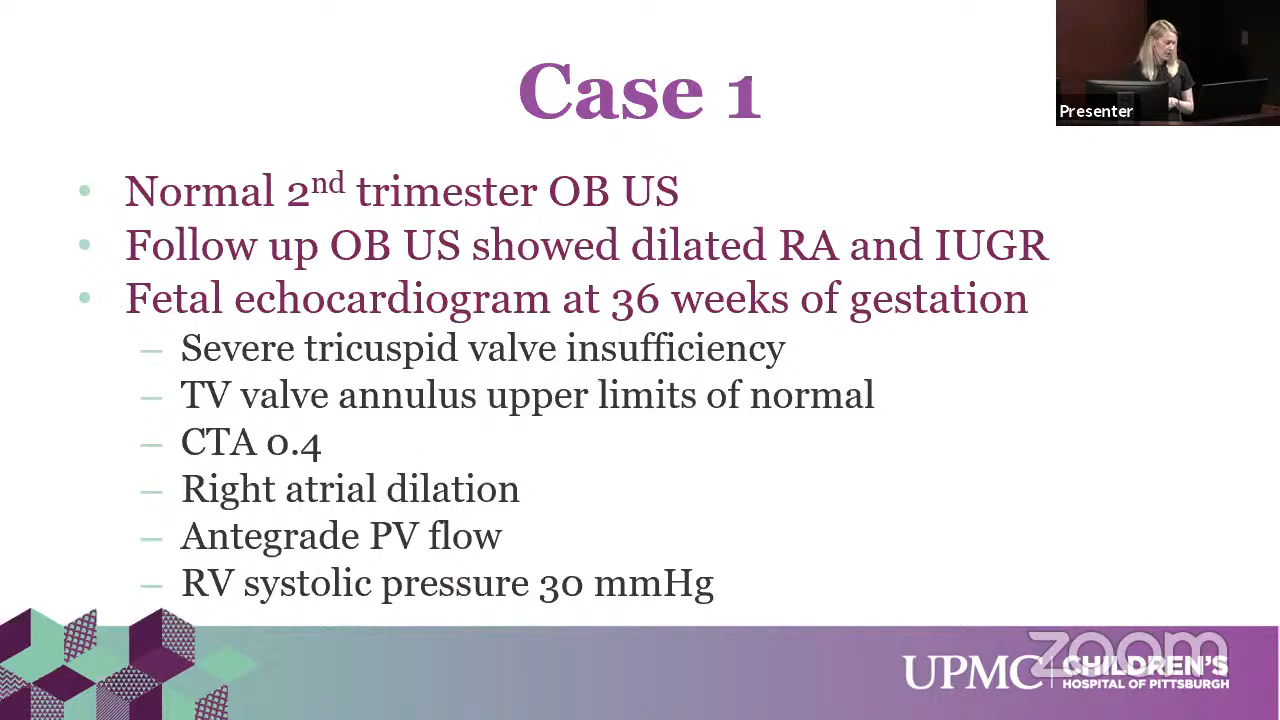 Case 1
Presenter
• Normal 2nd trimester OB US
• Follow up OB US showed dilated RA and IUGR
• Fetal echocardiogram at 36 weeks of gestation
– Severe tricuspid valve insufficiency
– TV valve annulus upper limits of normal
– CTA 0.4
– Right atrial dilation
– Antegrade PV flow
– RV systolic pressure 30 mmHg
zoom
UPMC CHILDREN'S
HOSPITAL OF PITTSBURGH